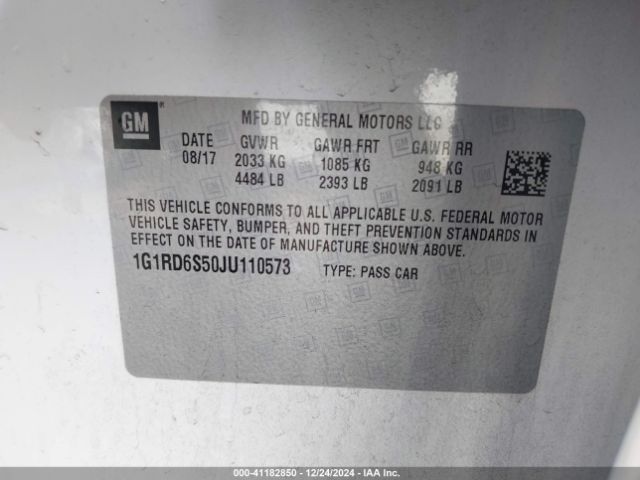 GM ®
MFD BY GENERAL MOTORS LLC
DATE GVWR GAWR FRT GAWR RR
08/17 2033 KG 1085 KG 948 KG
4484 LB 2393 LB 2091 LB
THIS VEHICLE CONFORMS TO ALL APPLICABLE U.S. FEDERAL MOTOR
VEHICLE SAFETY, BUMPER, AND THEFT PREVENTION STANDARDS IN
EFFECT ON THE DATE OF MANUFACTURE SHOWN ABOVE.
1G1RD6S50JU110573 TYPE: PASS CAR
000-41182850 - 12/24/2024 - IAA Inc.